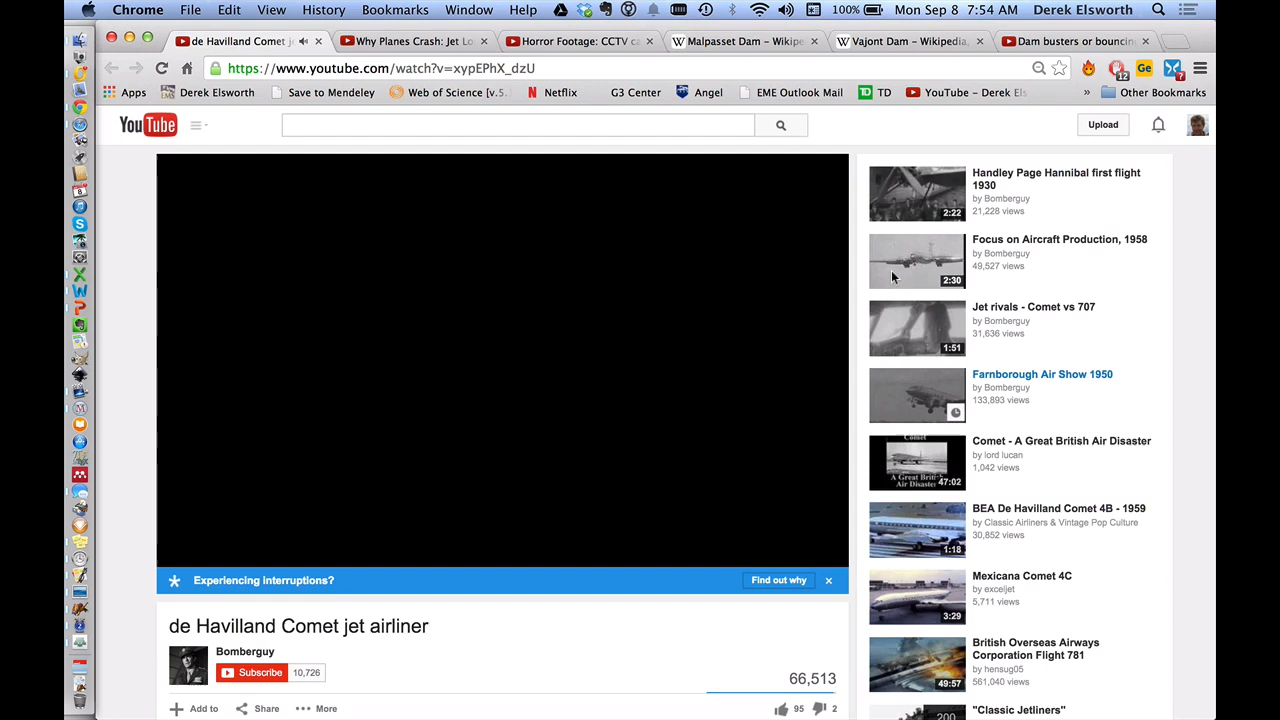 Chrome File Edit View History Bookmarks Window Help 100% Mon Sep 8 7:54 AM Derek Elsworth
de Havilland Comet j Why Planes Crash: Jet Lo Horror Footage: CCTV ca Malpasset Dam - Wikipe Vajont Dam - Wikipedia, Dam busters or bouncin
https://www.youtube.com/watch?v=xypEPhX_dzU 12 Ge 7
Apps Derek Elsworth Save to Mendeley Web of Science [v.5. Netflix G3 Center Angel EME Outlook Mail TD YouTube - Derek Els » Other Bookmarks
YouTube Upload
Handley Page Hannibal first flight
1930
by Bomberguy
21,228 views
2:22
Focus on Aircraft Production, 1958
by Bomberguy
49,527 views
2:30
Jet rivals - Comet vs 707
by Bomberguy
31,636 views
1:51
Farnborough Air Show 1950
by Bomberguy
133,893 views
Comet
A Great British
Air Disaster
47:02
Comet - A Great British Air Disaster
by lord lucan
1,042 views
BEA De Havilland Comet 4B - 1959
by Classic Airliners & Vintage Pop Culture
30,852 views
1:18
Mexicana Comet 4C
by exceljet
5,711 views
3:29
British Overseas Airways
Corporation Flight 781
by hensug05
561,040 views
49:57
"Classic Jetliners"
200
Experiencing interruptions? Find out why ×
de Havilland Comet jet airliner
Bomberguy
Subscribe 10,726
66,513
Add to Share More 95 2